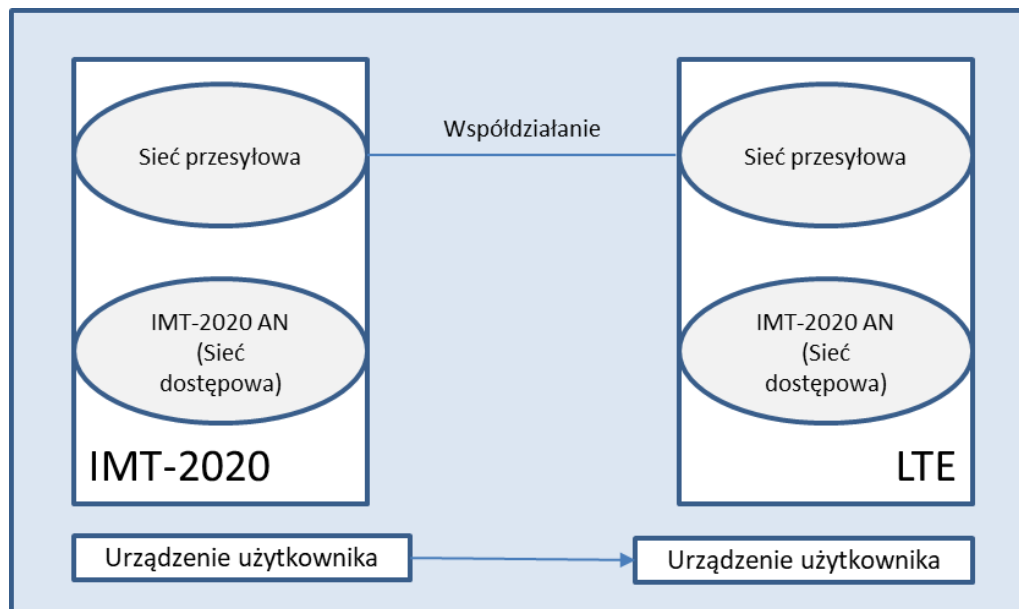 Współdziałanie
Sieć przesyłowa
Sieć przesyłowa
IMT-2020 AN
(Sieć
dostępowa)
IMT-2020 AN
(Sieć
dostępowa)
IMT-2020
LTE
Urządzenie użytkownika
Urządzenie użytkownika